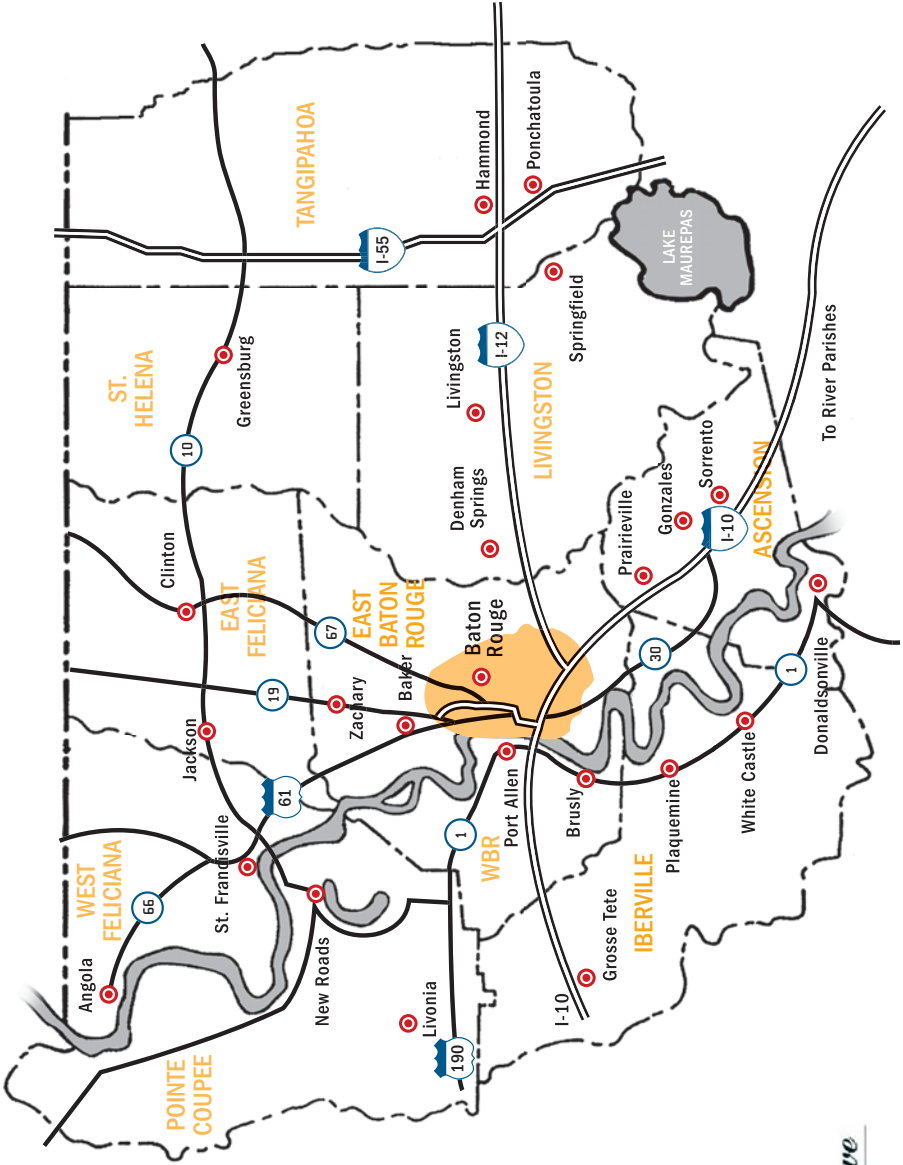 Angola
66
WEST
FELICIANA
POINTE
COUPEE
St. Francisville
New Roads
Livonia
190
Jackson
61
19
Zachary
Baker
Clinton
10
EAST
FELICIANA
67
EAST
BATON
ROUGE
Baton
Rouge
ST.
HELENA
Greensburg
TANGIPAHOA
I-55
Hammond
Ponchatoula
LAKE
MAUREPAS
Springfield
Livingston
I-12
LIVINGSTON
Denham
Springs
1
WBR
Port Allen
Brusly
Plaquemine
White Castle
IBERVILLE
Grosse Tete
I-10
30
1
Donaldsonville
Prairieville
Gonzales
Sorrento
I-10
ASCENSION
To River Parishes
ve